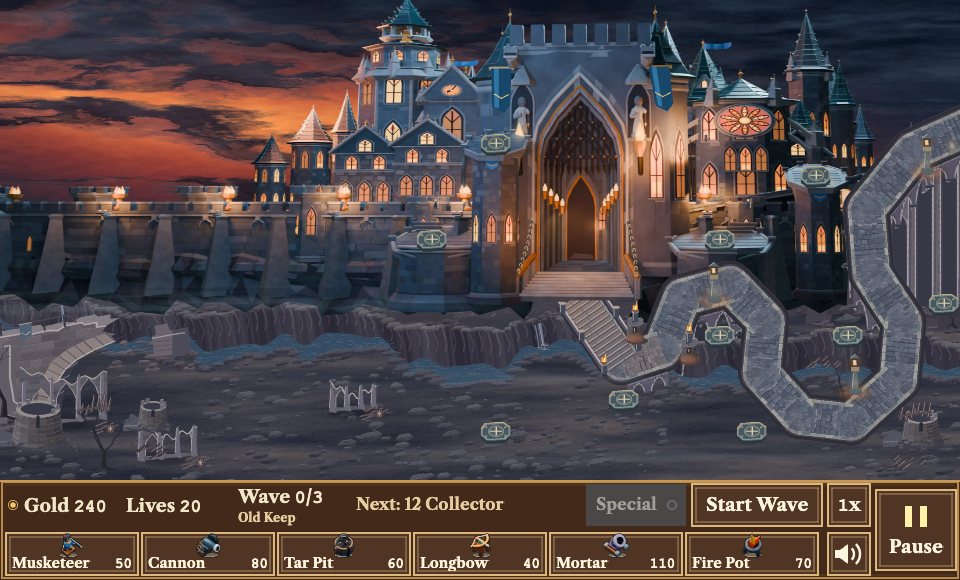 Gold 240
Lives 20
Wave 0/3
Old Keep
Next: 12 Collector
Special
Start Wave
1x
Pause
Musketeer 50
Cannon 80
Tar Pit 60
Longbow 40
Mortar 110
Fire Pot 70